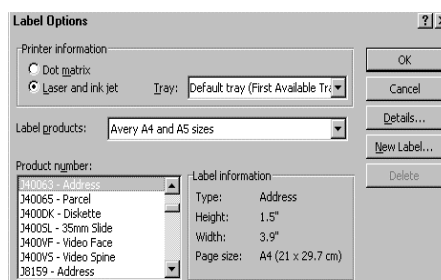 Label Options
Printer information
Dot matrix
Laser and ink jet
Tray: Default tray (First Available Tra
Label products: Avery A4 and A5 sizes
Product number:
J40063 - Address
J40065 - Parcel
J400DK - Diskette
J400SL - 35mm Slide
J400VF - Video Face
J400VS - Video Spine
J8159 - Address
Label information
Type: Address
Height: 1.5"
Width: 3.9"
Page size: A4 (21 x 29.7 cm)
OK
Cancel
Details...
New Label...
Delete